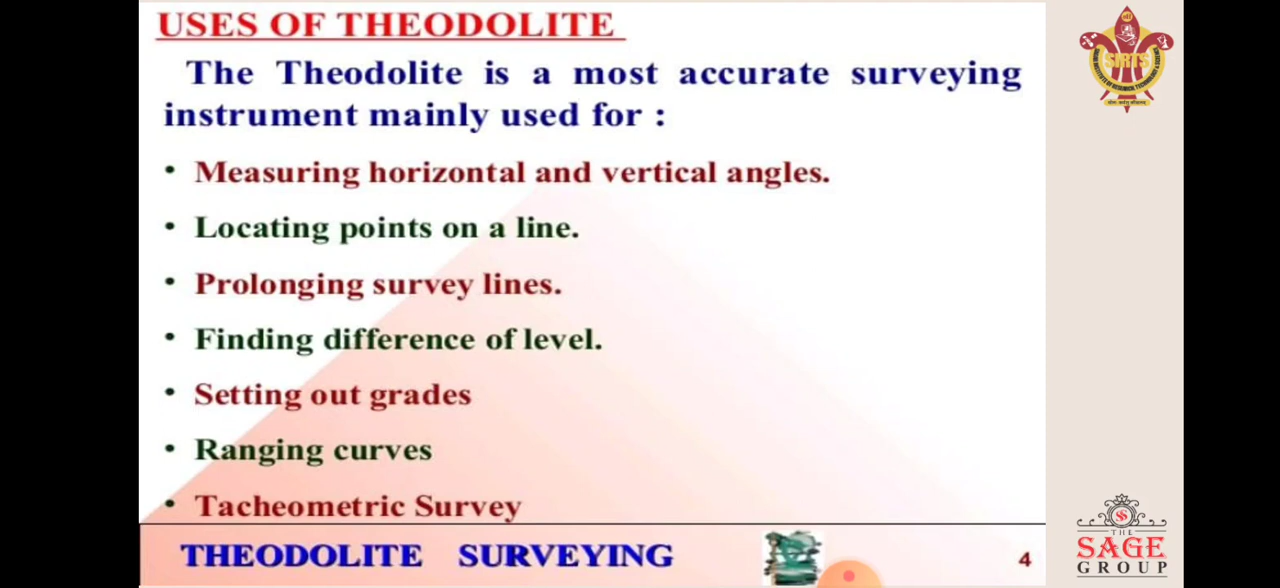 USES OF THEODOLITE
The Theodolite is a most accurate surveying
instrument mainly used for :
• Measuring horizontal and vertical angles.
• Locating points on a line.
• Prolonging survey lines.
• Finding difference of level.
• Setting out grades
• Ranging curves
• Tacheometric Survey
THEODOLITE SURVEYING
4
SIRTS
THE
SAGE
GROUP